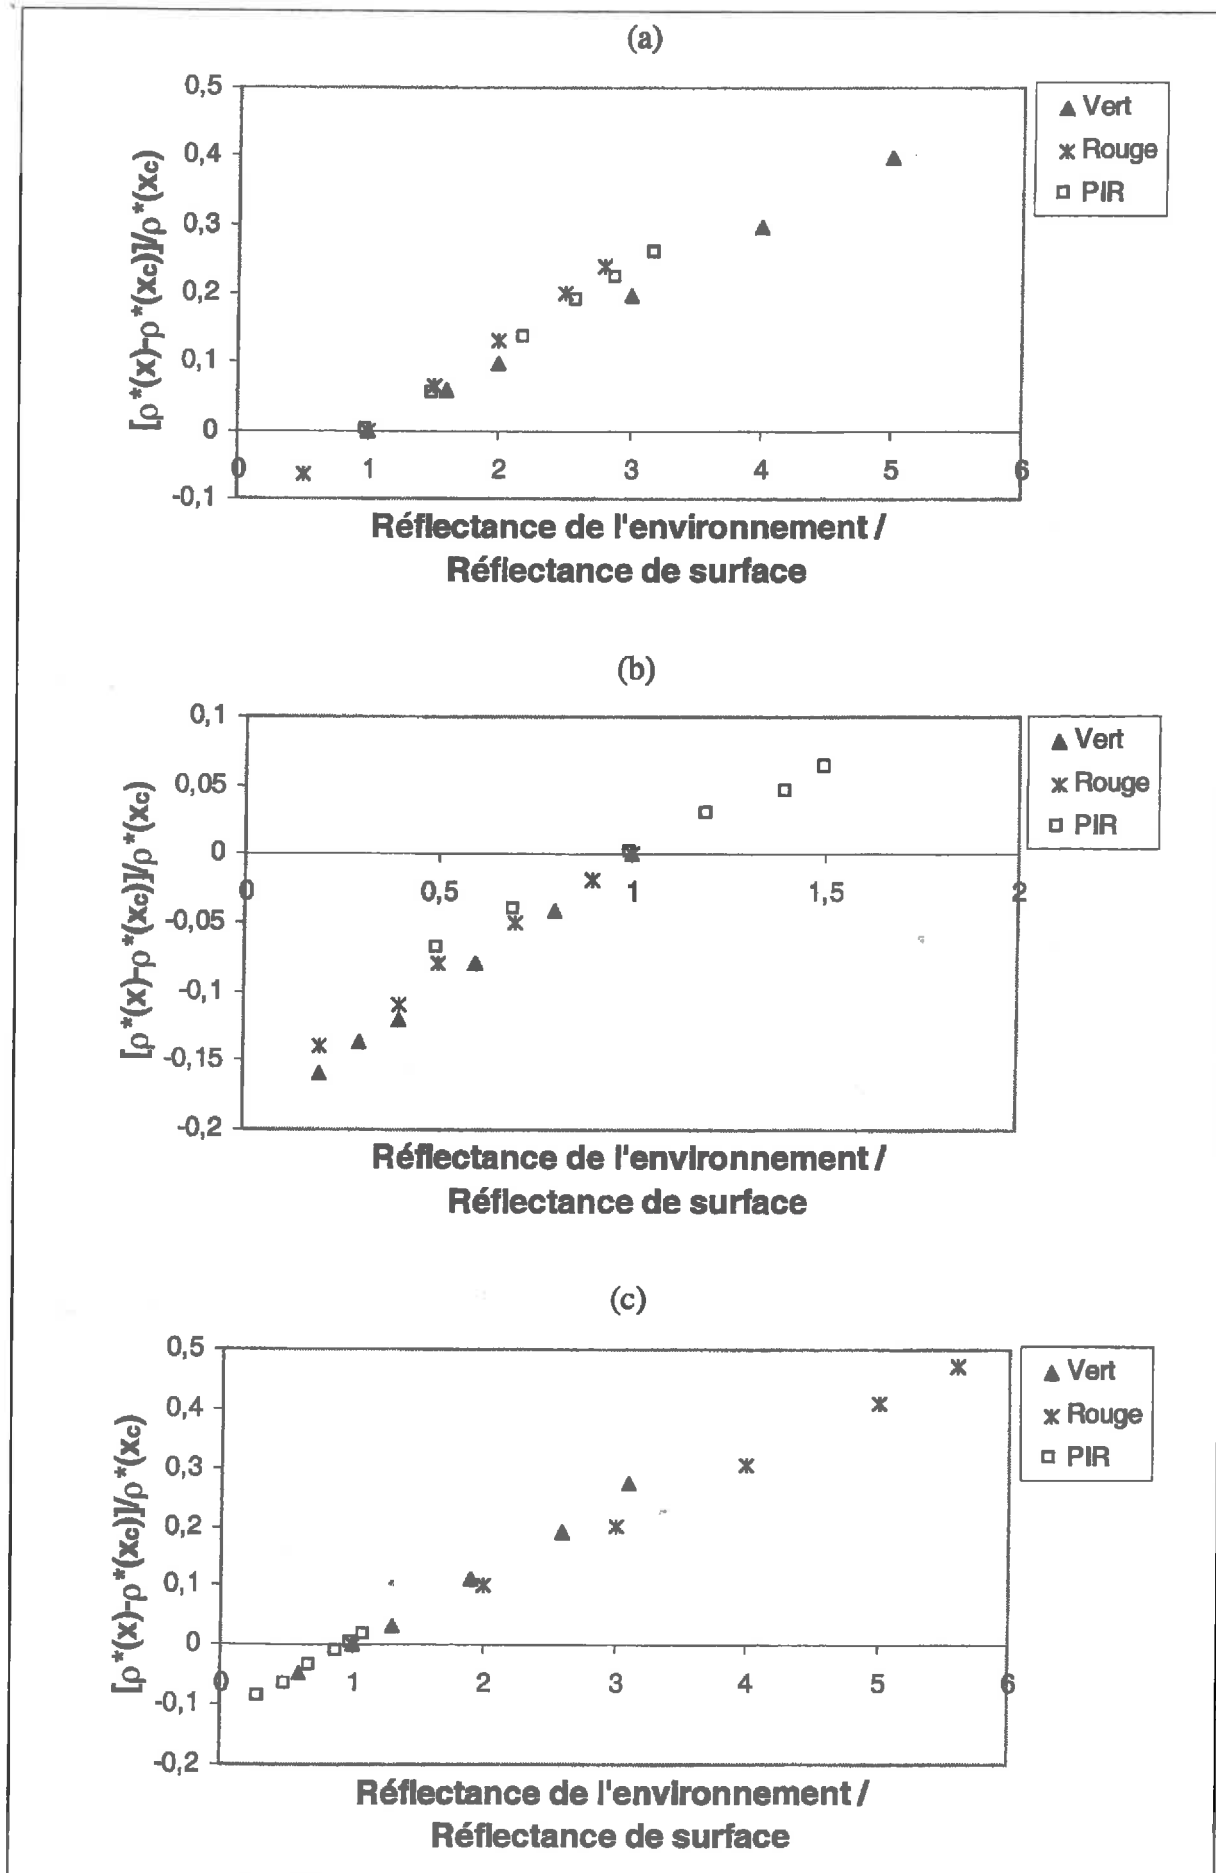 (a)
0,5
0,4
0,3
0,2
0,1
0
-0,1
0 1 2 3 4 5 6
[ρ*(x)-ρ*(xc)]/ρ*(xc)
Réflectance de l'environnement /
Réflectance de surface
Vert
Rouge
PIR
(b)
0,1
0,05
0
-0,05
-0,1
-0,15
-0,2
0 0,5 1 1,5 2
[ρ*(x)-ρ*(xc)]/ρ*(xc)
Réflectance de l'environnement /
Réflectance de surface
Vert
Rouge
PIR
(c)
0,5
0,4
0,3
0,2
0,1
0
-0,1
-0,2
0 1 2 3 4 5 6
[ρ*(x)-ρ*(xc)]/ρ*(xc)
Réflectance de l'environnement /
Réflectance de surface
Vert
Rouge
PIR